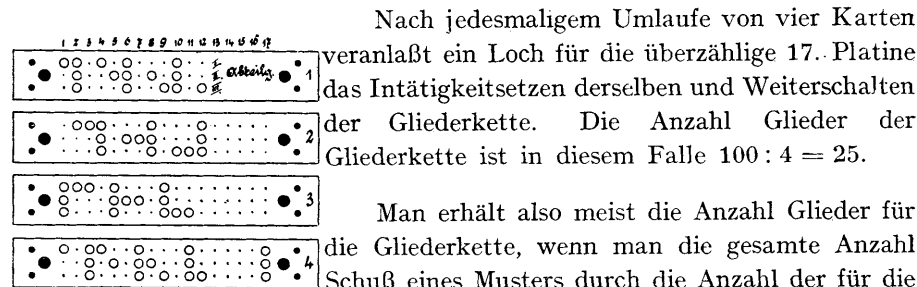 1 2 3 4 5 6 7 8 9 10 11 12 13 14 15 16 17
I.
II. Abteilg.
III.
1
2
3
4
Nach jedesmaligem Umlaufe von vier Karten
veranlaßt ein Loch für die überzählige 17. Platine
das Intätigkeitsetzen derselben und Weiterschalten
der Gliederkette. Die Anzahl Glieder der
Gliederkette ist in diesem Falle 100 : 4 = 25.
Man erhält also meist die Anzahl Glieder für
die Gliederkette, wenn man die gesamte Anzahl
Schuß eines Musters durch die Anzahl der für die